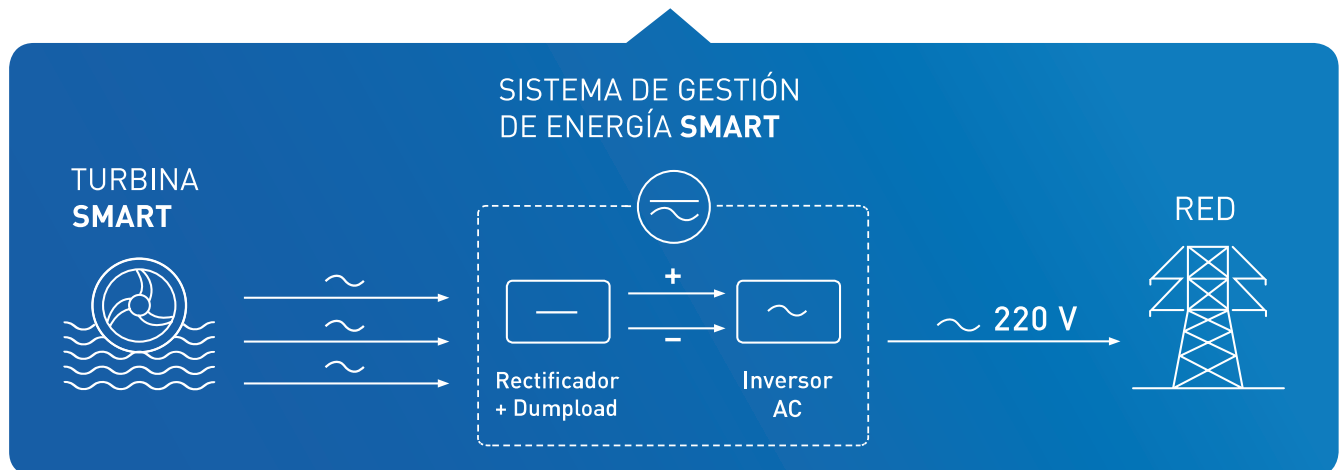 SISTEMA DE GESTIÓN
DE ENERGÍA SMART
TURBINA
SMART
RED
+
−
220 V
Rectificador
+ Dumpload
Inversor
AC